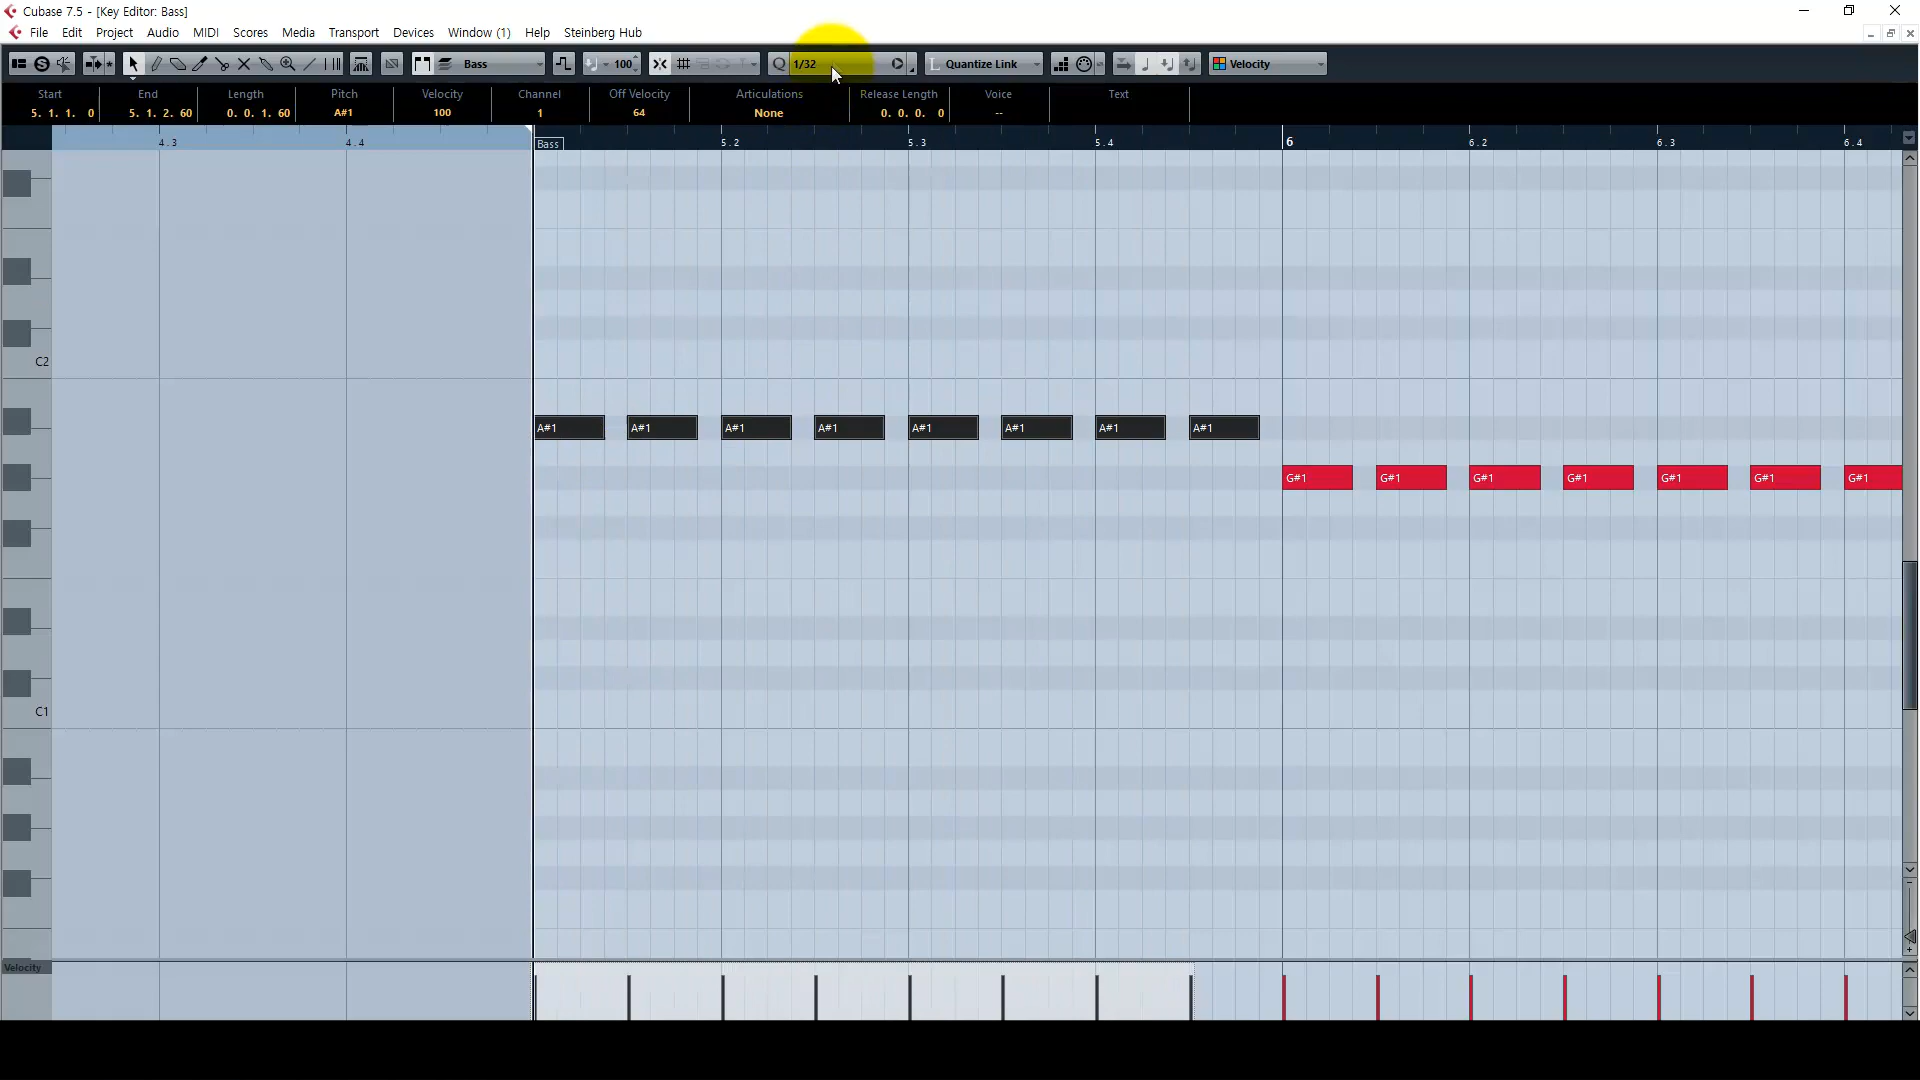 Cubase 7.5 - [Key Editor: Bass]
File Edit Project Audio MIDI Scores Media Transport Devices Window (1) Help Steinberg Hub
Bass 100 Q 1/32 L Quantize Link Velocity
Start End Length Pitch Velocity Channel Off Velocity Articulations Release Length Voice Text
5. 1. 1. 0 5. 1. 2. 60 0. 0. 1. 60 A#1 100 1 64 None 0. 0. 0. 0 --
4.3 4.4 Bass 5.2 5.3 5.4 6 6.2 6.3 6.4
C2
A#1 A#1 A#1 A#1 A#1 A#1 A#1 A#1
G#1 G#1 G#1 G#1 G#1 G#1 G#1
C1
Velocity